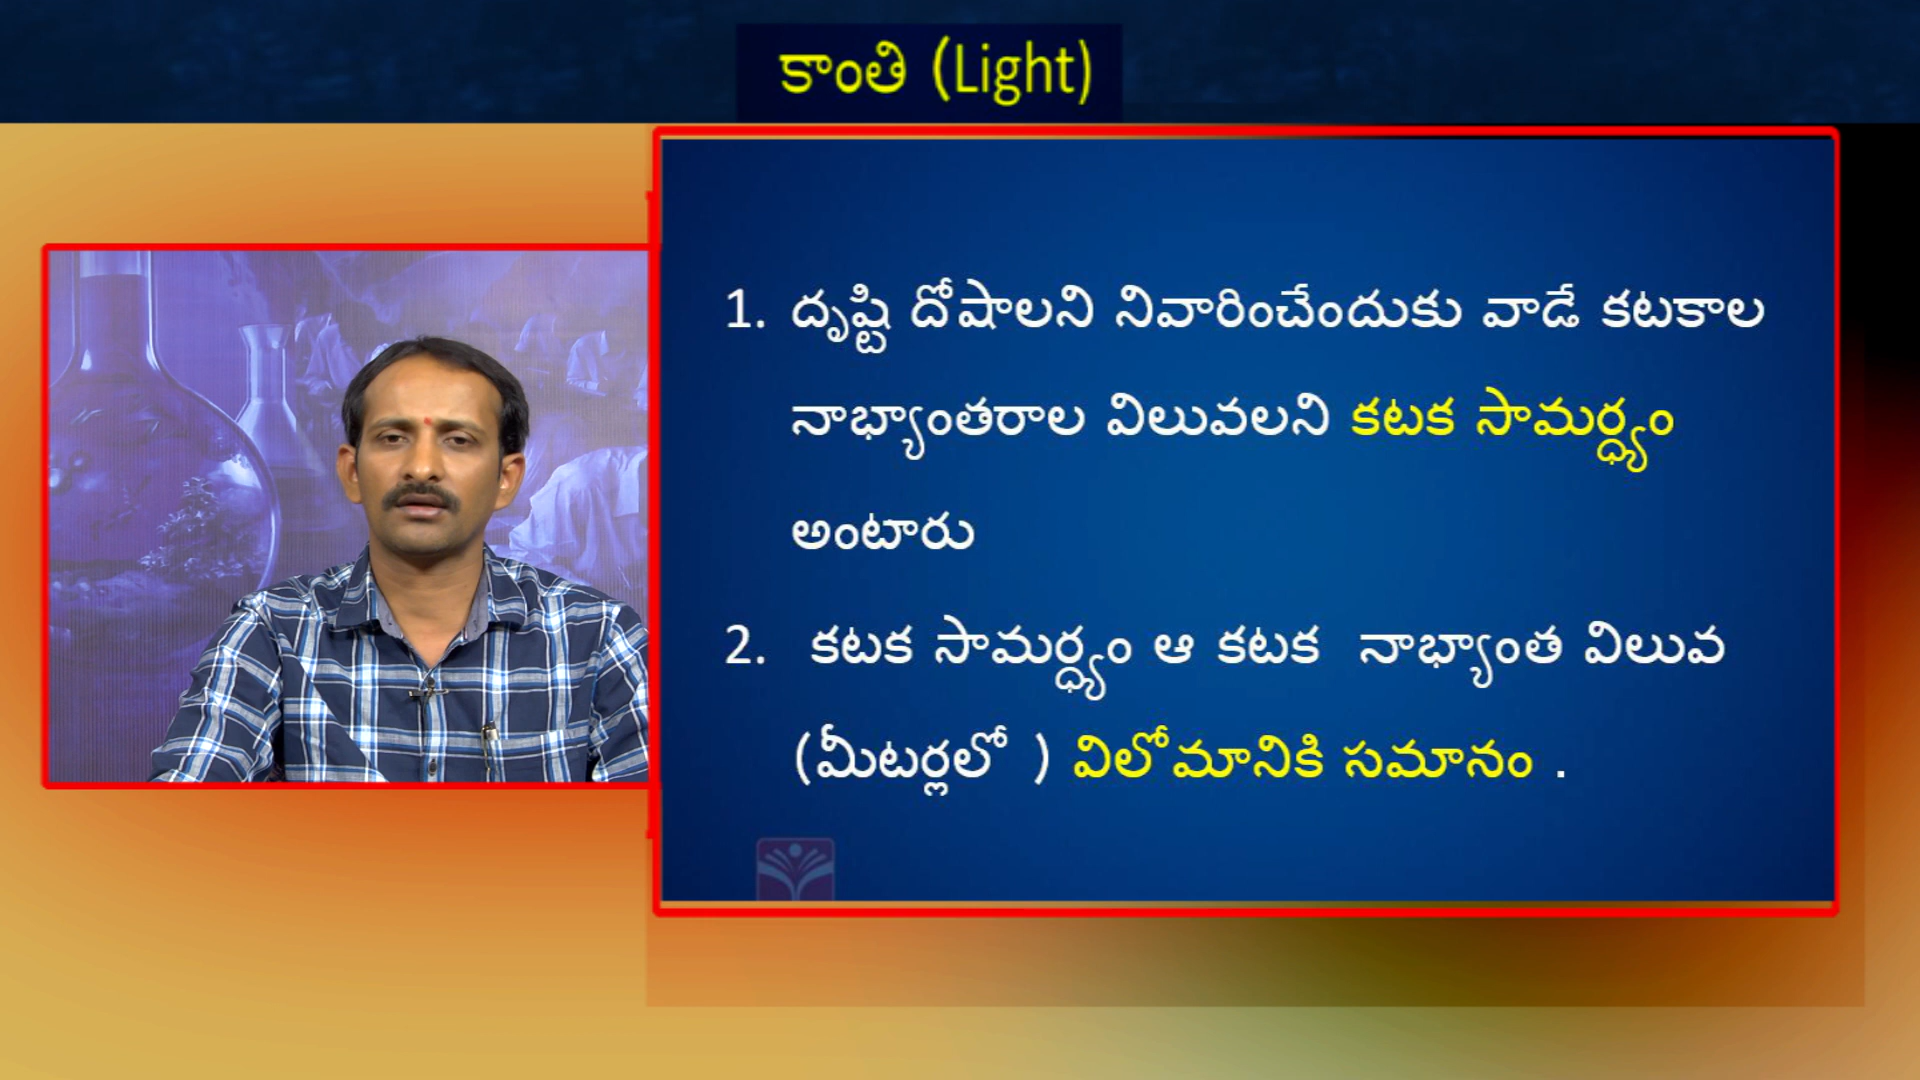 కాంతి (Light)
1. దృష్టి దోషాలని నివారించేందుకు వాడే కటకాల
నాభ్యాంతరాల విలువలని కటక సామర్ధ్యం
అంటారు
2. కటక సామర్ధ్యం ఆ కటక నాభ్యాంత విలువ
(మీటర్లలో ) విలోమానికి సమానం .